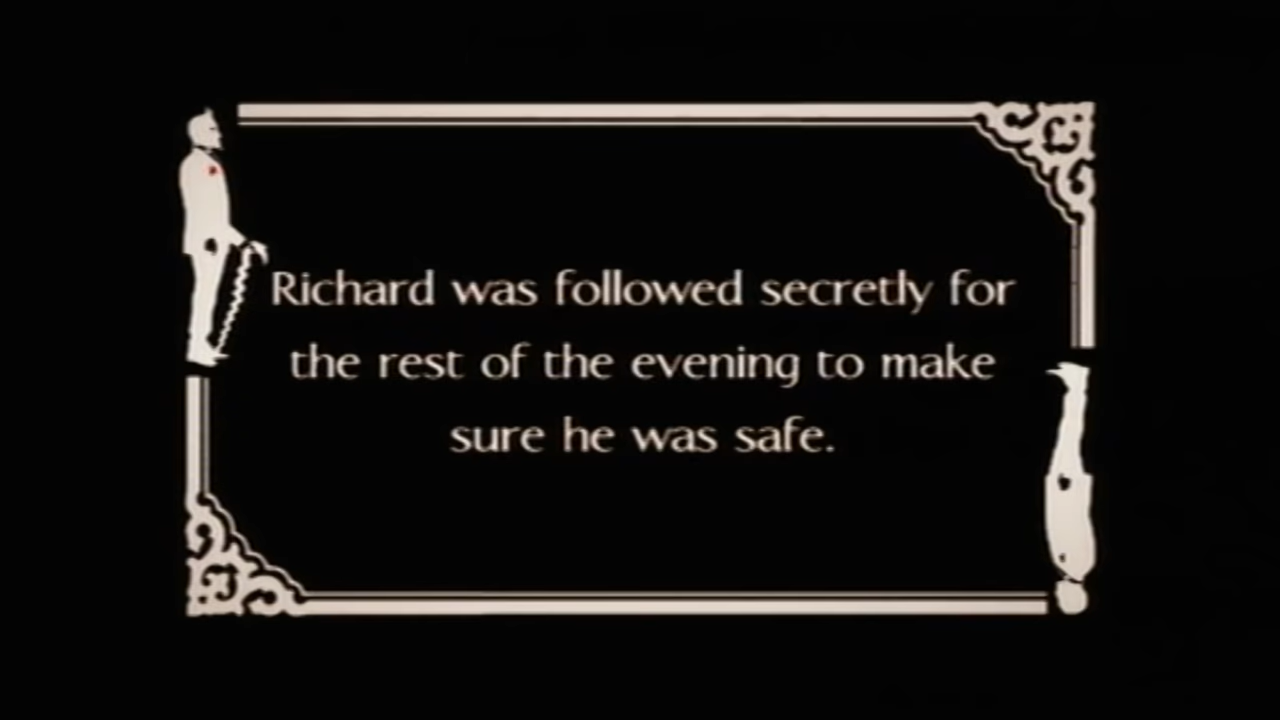 Richard was followed secretly for
the rest of the evening to make
sure he was safe.